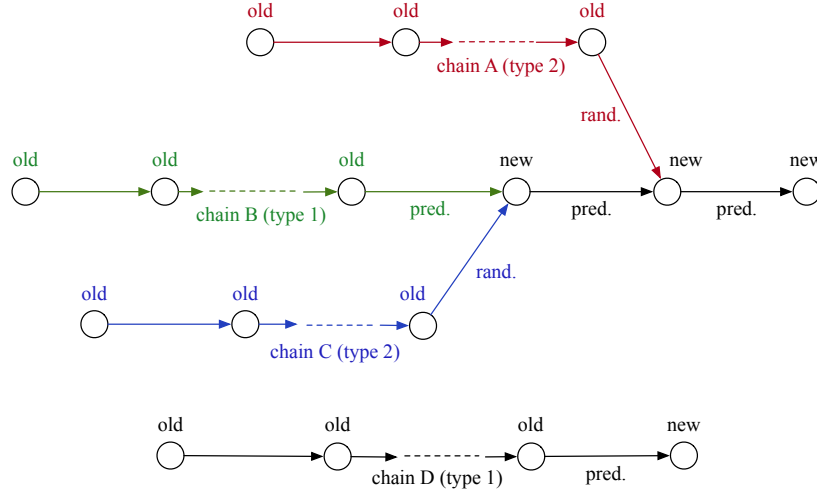 old old old
chain A (type 2)
rand.
old old old new new new
chain B (type 1) pred. pred. pred.
rand.
old old old
chain C (type 2)
old old old new
chain D (type 1) pred.